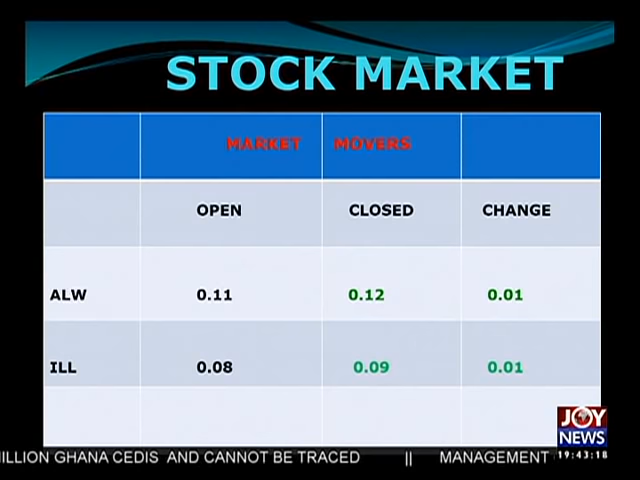 STOCK MARKET
MARKET MOVERS
OPEN CLOSED CHANGE
ALW 0.11 0.12 0.01
ILL 0.08 0.09 0.01
JOY
NEWS
19:43:18
ILLION GHANA CEDIS AND CANNOT BE TRACED || MANAGEMENT